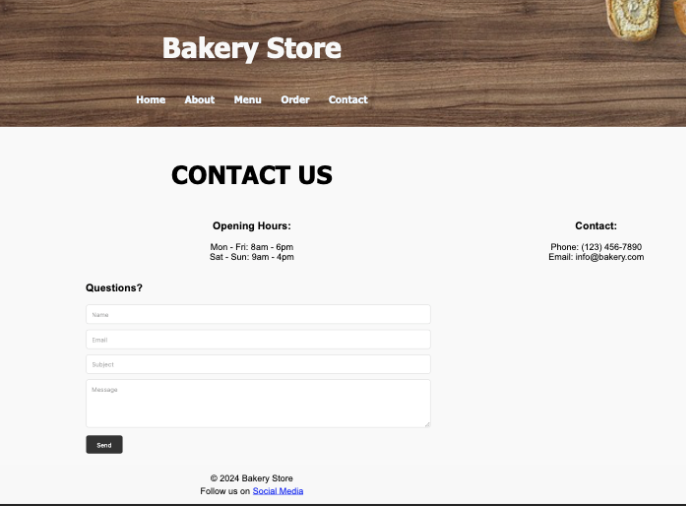 Bakery Store
Home About Menu Order Contact
CONTACT US
Opening Hours:
Mon - Fri: 8am - 6pm
Sat - Sun: 9am - 4pm
Contact:
Phone: (123) 456-7890
Email: info@bakery.com
Questions?
Name
Email
Subject
Message
Send
© 2024 Bakery Store
Follow us on Social Media